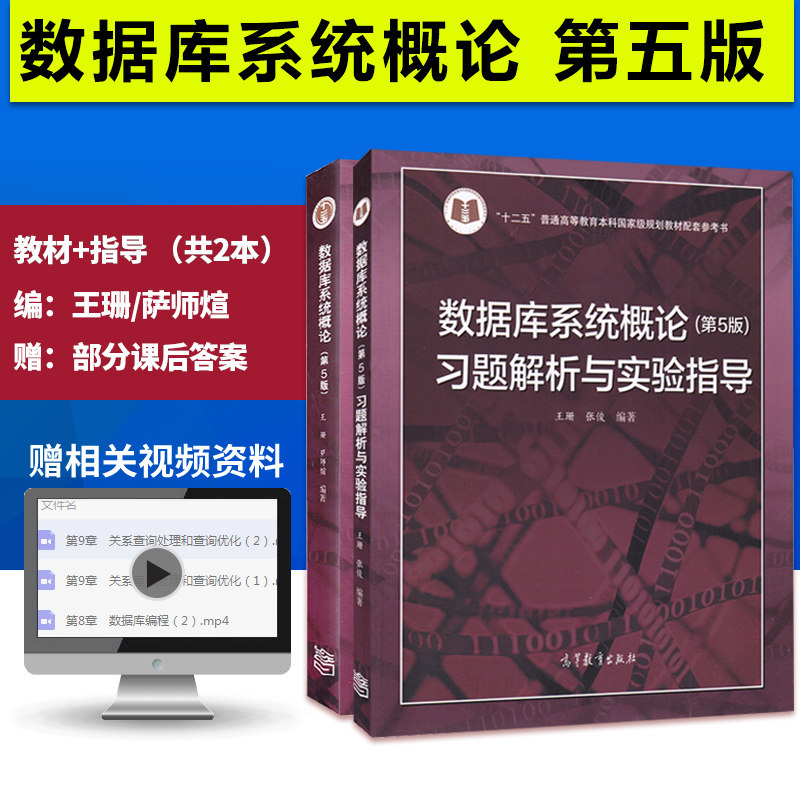 数据库系统概论 第五版
教材+指导 （共2本）
编：王珊/萨师煊
赠：部分课后答案
赠相关视频资料
文件名
第9章 关系查询处理和查询优化（2）.m
第9章 关系查 理和查询优化（1）.m
第8章 数据库编程（2）.mp4
数据库系统概论（第5版） 王 珊 萨师煊 编著
数据库系统概论（第5版）习题解析与实验指导 王 珊 张 俊 编著
“十二五”普通高等教育本科国家级规划教材配套参考书
数据库系统概论(第5版)
习题解析与实验指导
王珊 张俊 编著
高等教育出版社